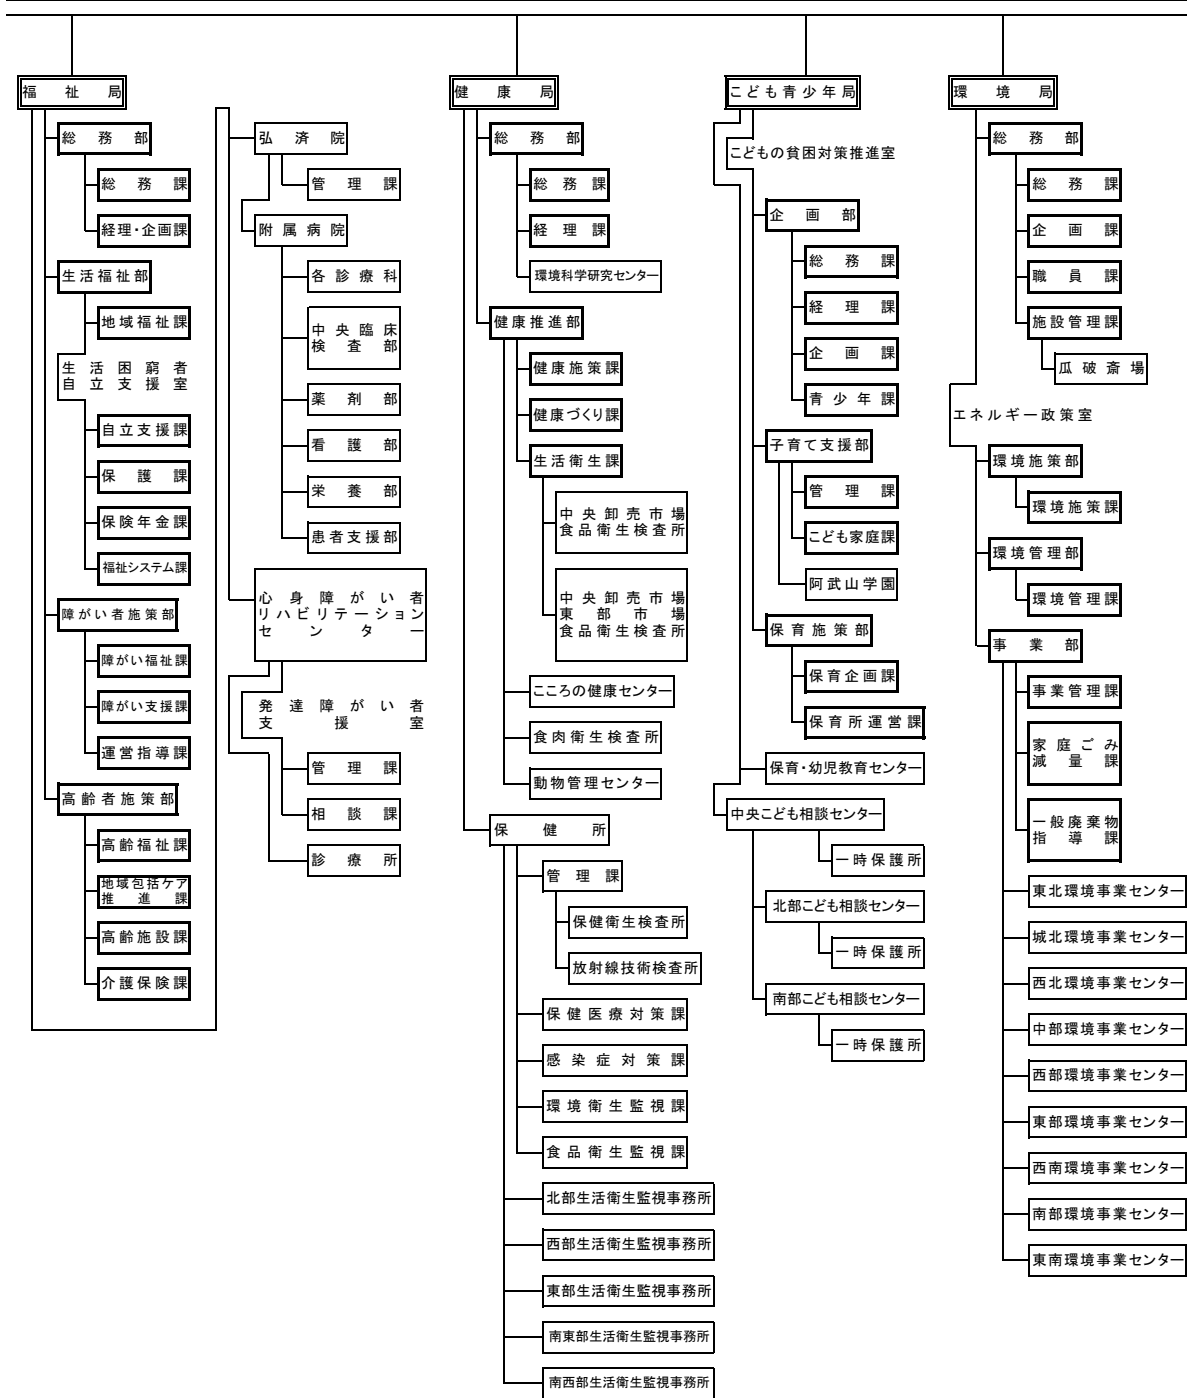 福祉局
総務部
総務課
経理・企画課
生活福祉部
地域福祉課
生活困窮者
自立支援室
自立支援課
保護課
保険年金課
福祉システム課
障がい者施策部
障がい福祉課
障がい支援課
運営指導課
高齢者施策部
高齢福祉課
地域包括ケア
推進課
高齢施設課
介護保険課
弘済院
管理課
附属病院
各診療科
中央臨床
検査部
薬剤部
看護部
栄養部
患者支援部
心身障がい者
リハビリテーション
センター
発達障がい者
支援室
管理課
相談課
診療所
健康局
総務部
総務課
経理課
環境科学研究センター
健康推進部
健康施策課
健康づくり課
生活衛生課
中央卸売市場
食品衛生検査所
中央卸売市場
東部市場
食品衛生検査所
こころの健康センター
食肉衛生検査所
動物管理センター
保健所
管理課
保健衛生検査所
放射線技術検査所
保健医療対策課
感染症対策課
環境衛生監視課
食品衛生監視課
北部生活衛生監視事務所
西部生活衛生監視事務所
東部生活衛生監視事務所
南東部生活衛生監視事務所
南西部生活衛生監視事務所
こども青少年局
こどもの貧困対策推進室
企画部
総務課
経理課
企画課
青少年課
子育て支援部
管理課
こども家庭課
阿武山学園
保育施策部
保育企画課
保育所運営課
保育・幼児教育センター
中央こども相談センター
一時保護所
北部こども相談センター
一時保護所
南部こども相談センター
一時保護所
環境局
総務部
総務課
企画課
職員課
施設管理課
瓜破斎場
エネルギー政策室
環境施策部
環境施策課
環境管理部
環境管理課
事業部
事業管理課
家庭ごみ
減量課
一般廃棄物
指導課
東北環境事業センター
城北環境事業センター
西北環境事業センター
中部環境事業センター
西部環境事業センター
東部環境事業センター
西南環境事業センター
南部環境事業センター
東南環境事業センター